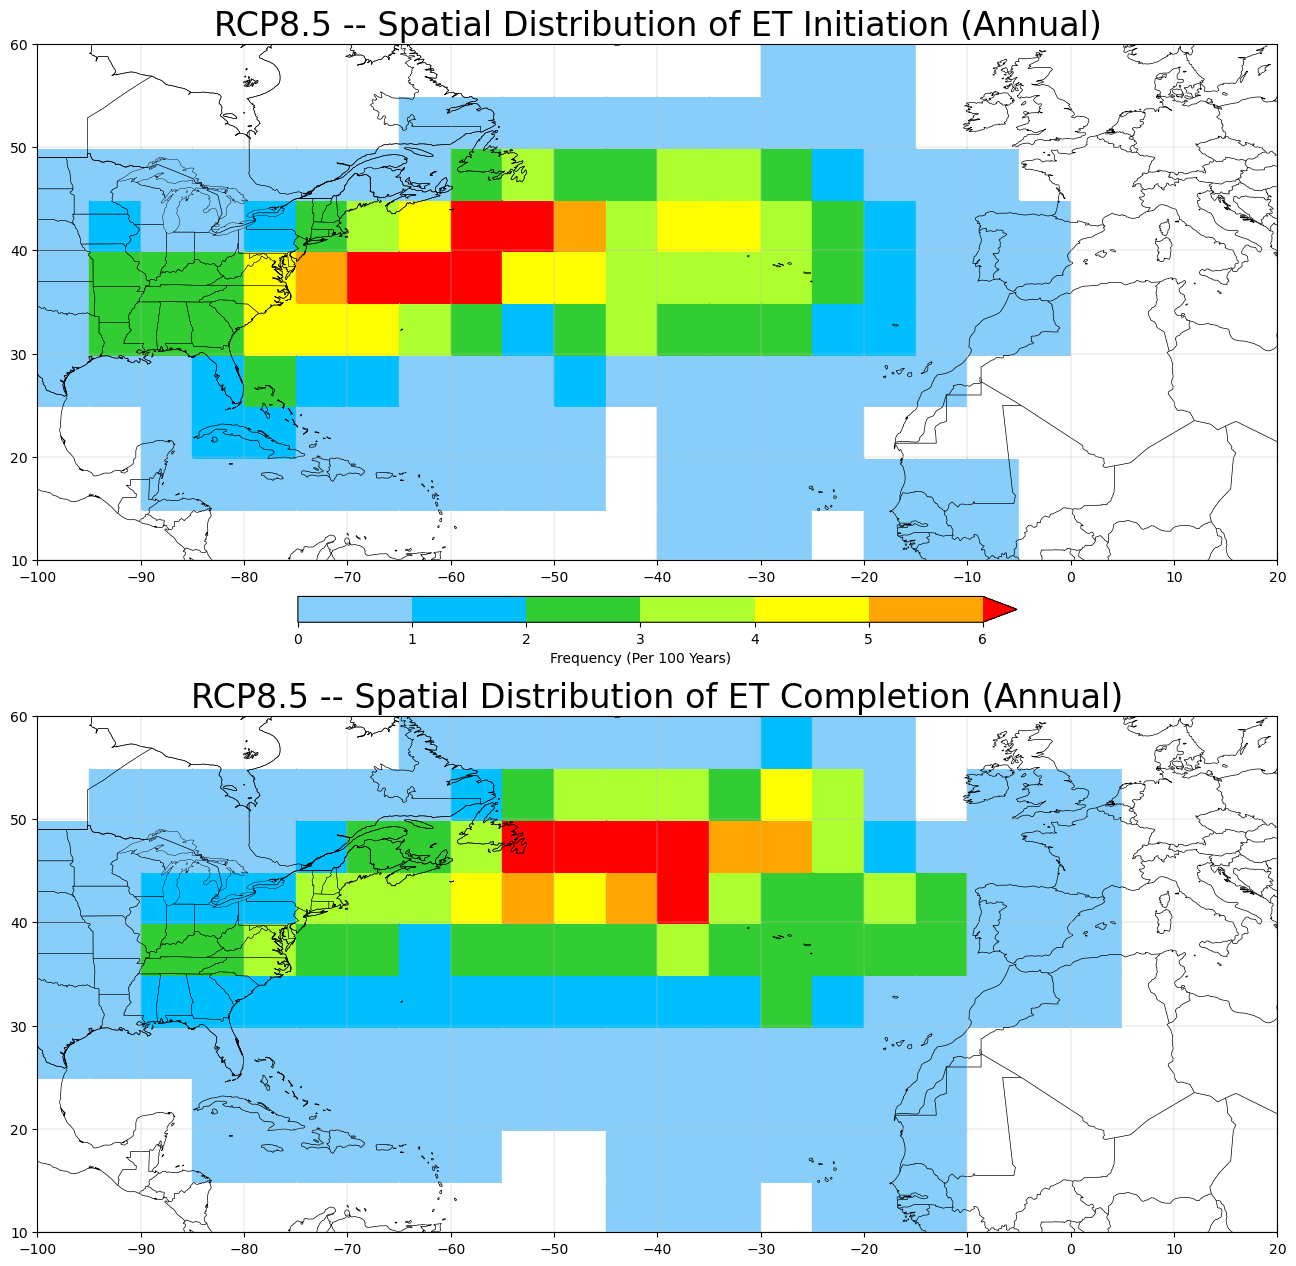 RCP8.5 -- Spatial Distribution of ET Initiation (Annual)
60
50
40
30
20
10
−100 −90 −80 −70 −60 −50 −40 −30 −20 −10 0 10 20
0 1 2 3 4 5 6
Frequency (Per 100 Years)
RCP8.5 -- Spatial Distribution of ET Completion (Annual)
60
50
40
30
20
10
−100 −90 −80 −70 −60 −50 −40 −30 −20 −10 0 10 20